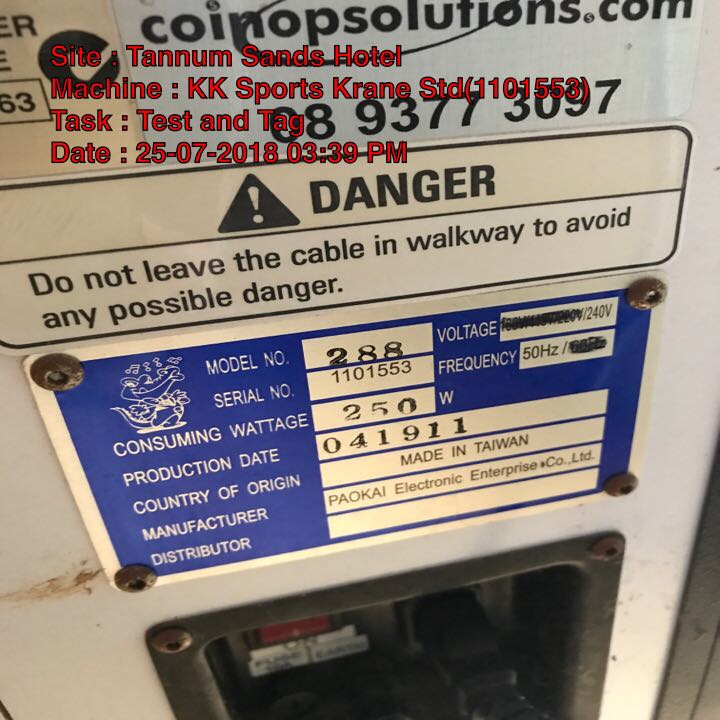 coinopsolutions.com
ER
E
63
08 9377 3097
Site : Tannum Sands Hotel
Machine : KK Sports Krane Std(1101553)
Task : Test and Tag
Date : 25-07-2018 03:39 PM
DANGER
Do not leave the cable in walkway to avoid
any possible danger.
MODEL NO. 288
VOLTAGE /240V
SERIAL NO. 1101553
FREQUENCY 50Hz /
CONSUMING WATTAGE 250 W
PRODUCTION DATE 041911
COUNTRY OF ORIGIN MADE IN TAIWAN
MANUFACTURER PAOKAI Electronic Enterprise Co.,Ltd.
DISTRIBUTOR
ON
FUSE
EARTH